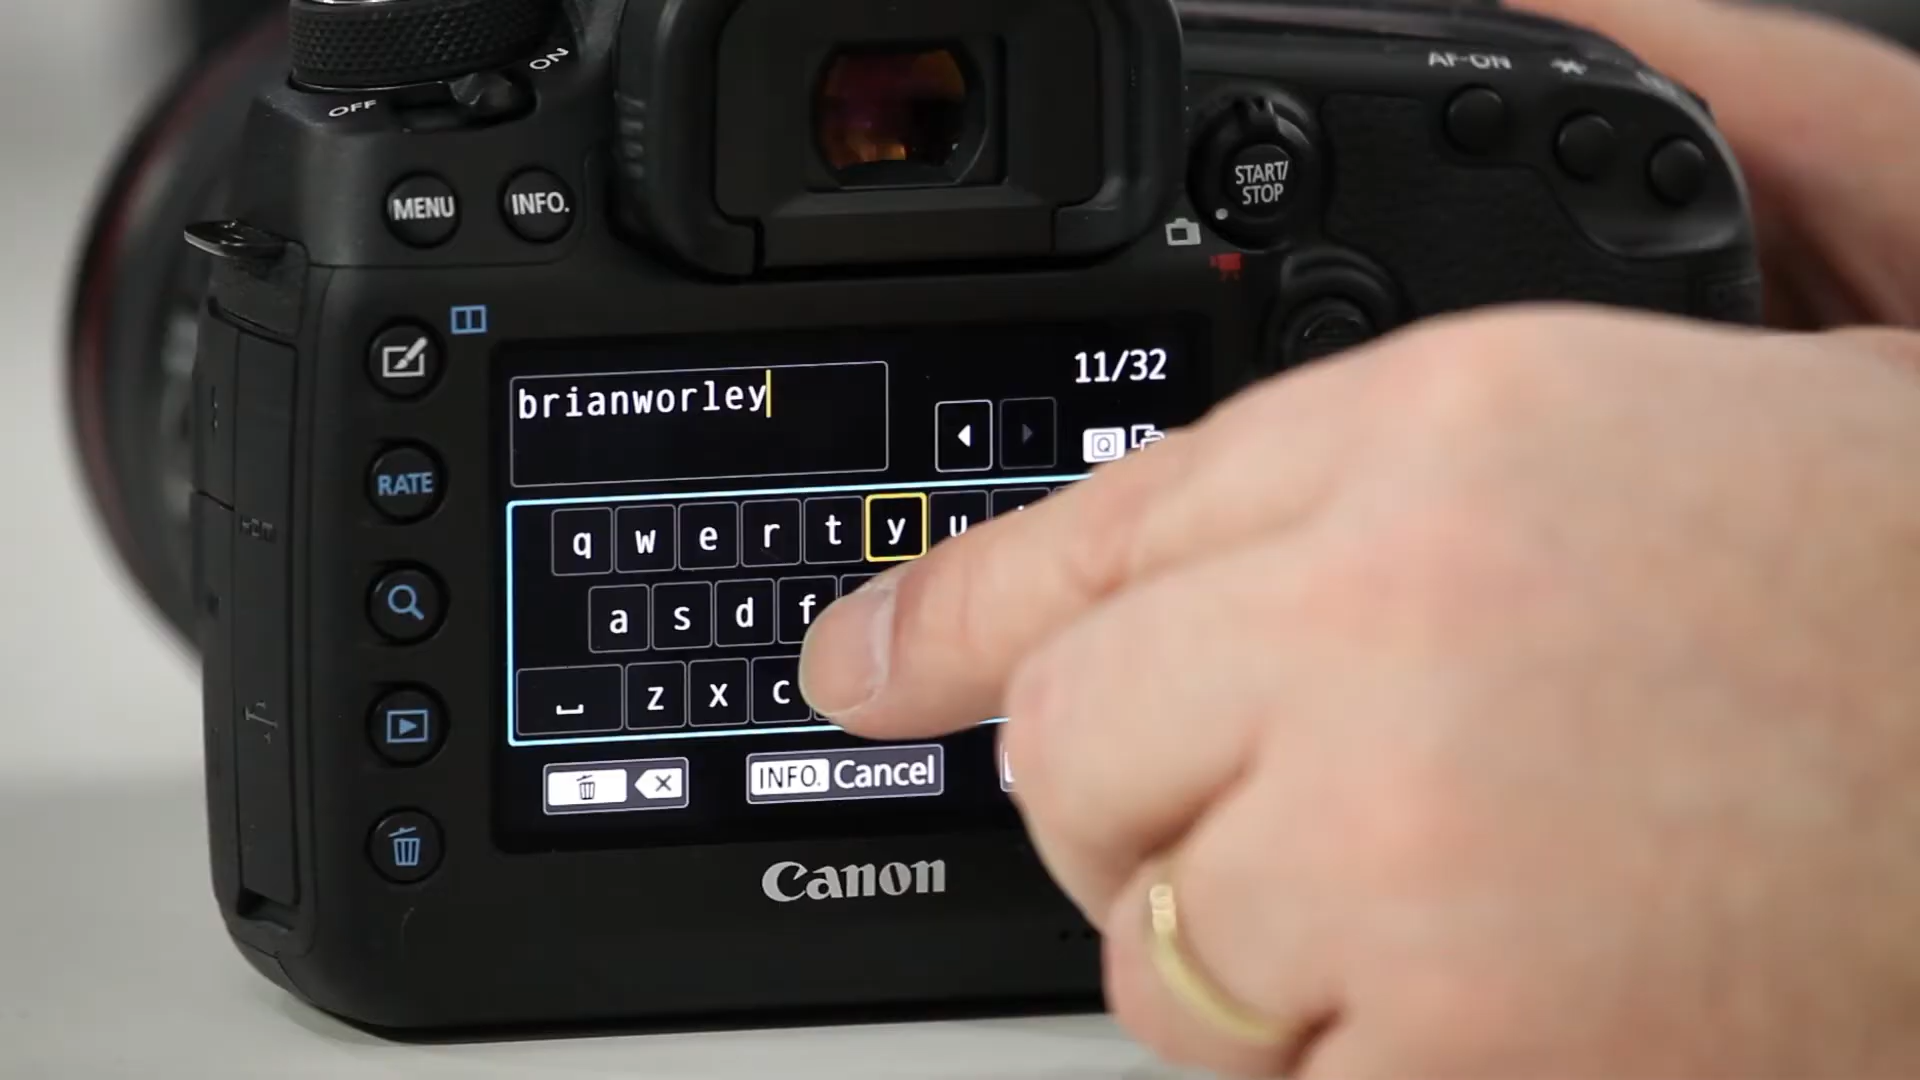 ON
OFF
AF-ON
MENU
INFO.
START/
STOP
brianworley
11/32
Q
RATE
q w e r t y u
a s d f
z x c
INFO. Cancel
Canon